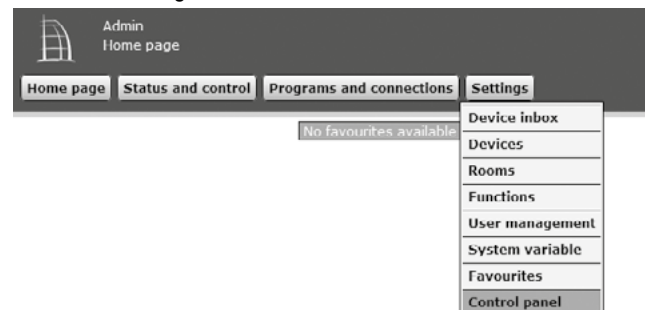 Admin
Home page
Home page Status and control Programs and connections Settings
No favourites available
Device inbox
Devices
Rooms
Functions
User management
System variable
Favourites
Control panel